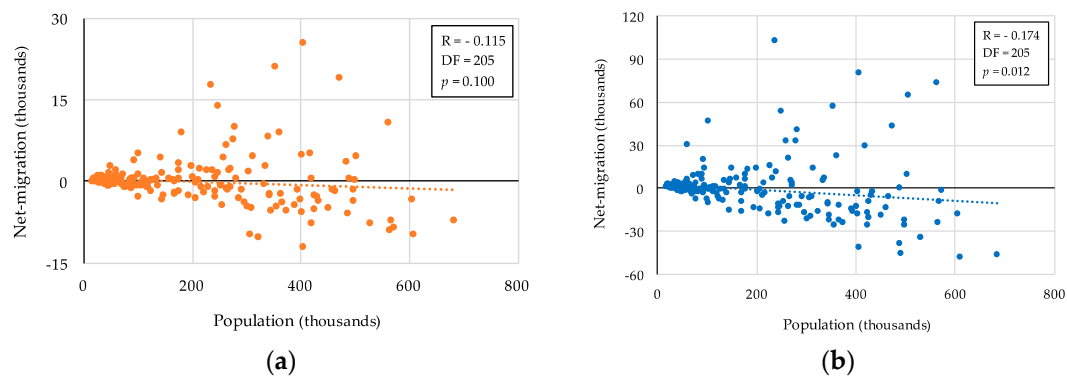 30
15
0
-15
Net-migration (thousands)
R = - 0.115
DF = 205
p = 0.100
0
200
400
600
800
Population (thousands)
(a)
120
90
60
30
0
-30
-60
Net-migration (thousands)
R = - 0.174
DF = 205
p = 0.012
0
200
400
600
800
Population (thousands)
(b)